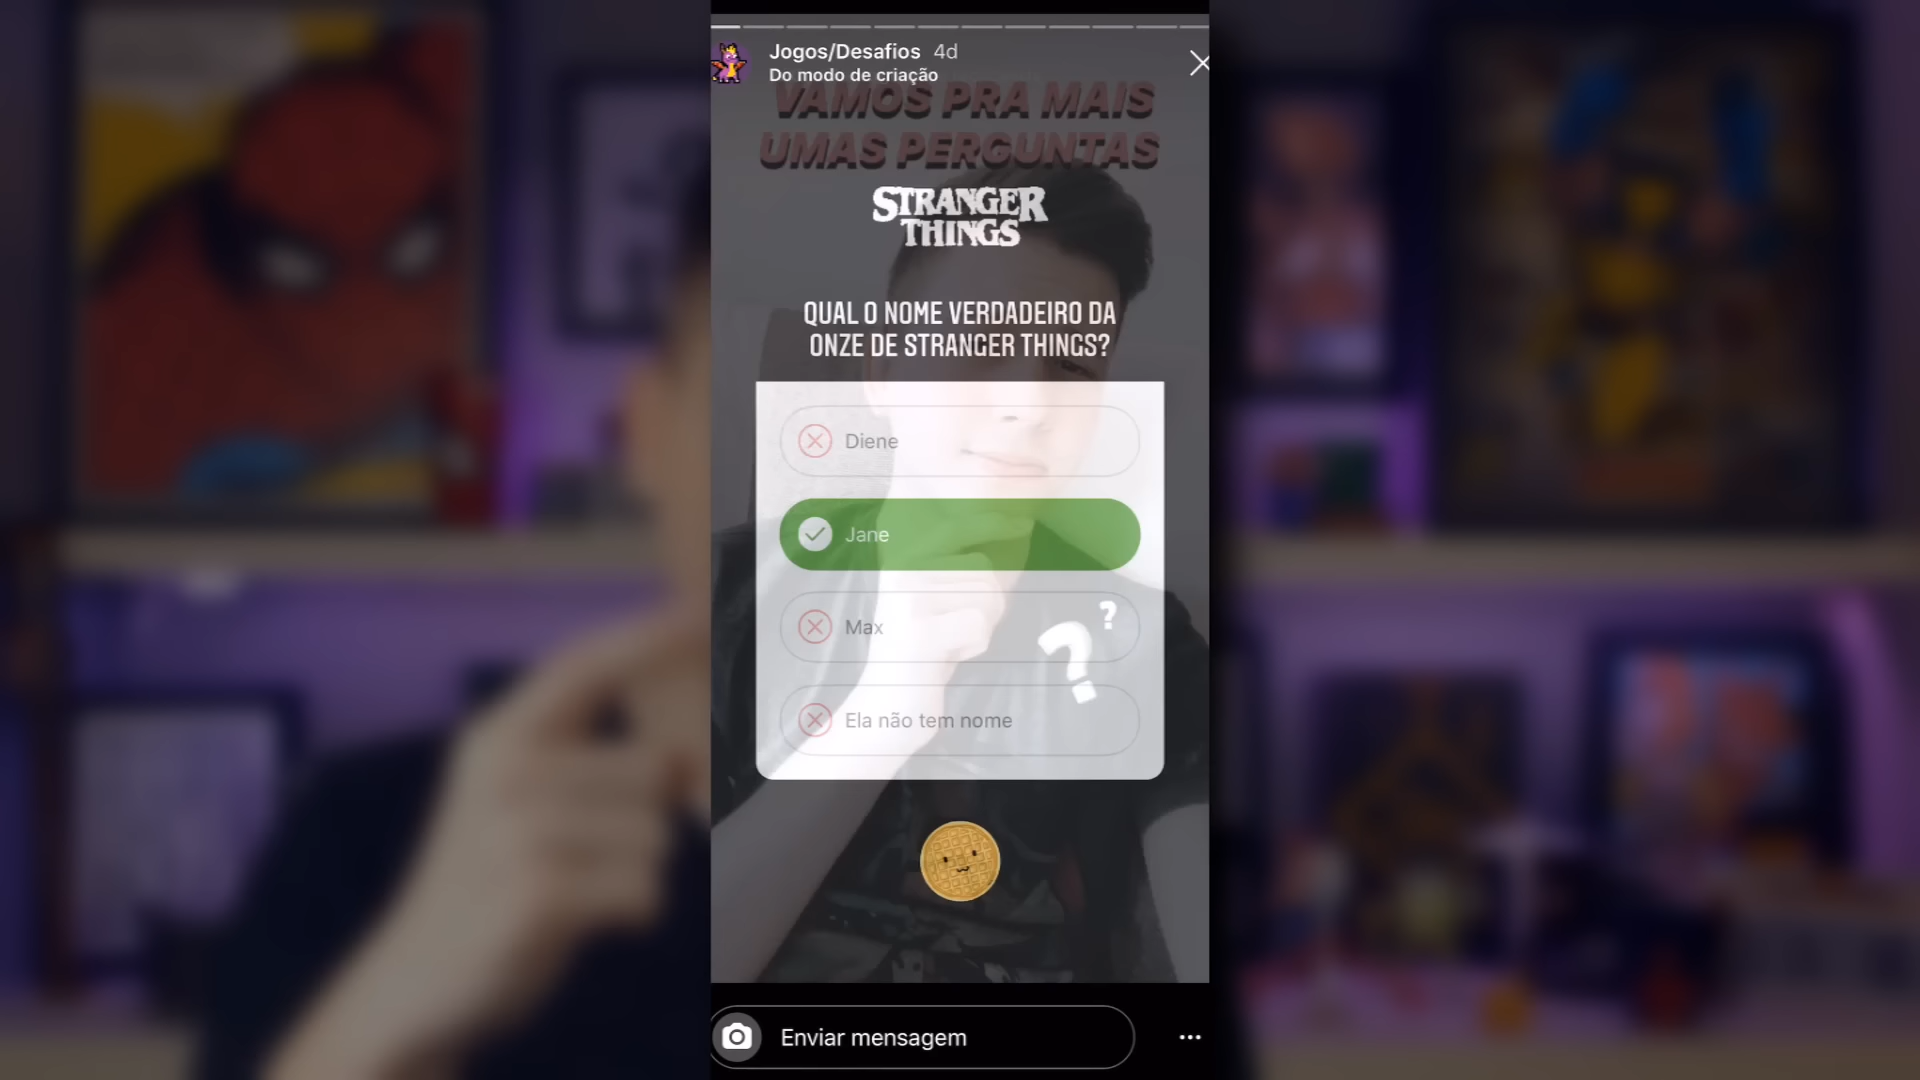 Jogos/Desafios 4d
Do modo de criação
VAMOS PRA MAIS
UMAS PERGUNTAS
STRANGER
THINGS
QUAL O NOME VERDADEIRO DA
ONZE DE STRANGER THINGS?
Diene
Jane
Max
?
?
Ela não tem nome
Enviar mensagem